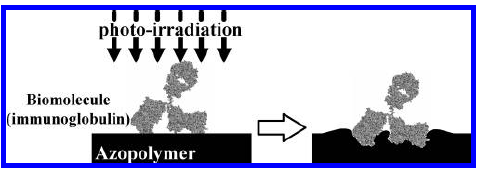 photo-irradiation
Biomolecule
(immunoglobulin)
Azopolymer